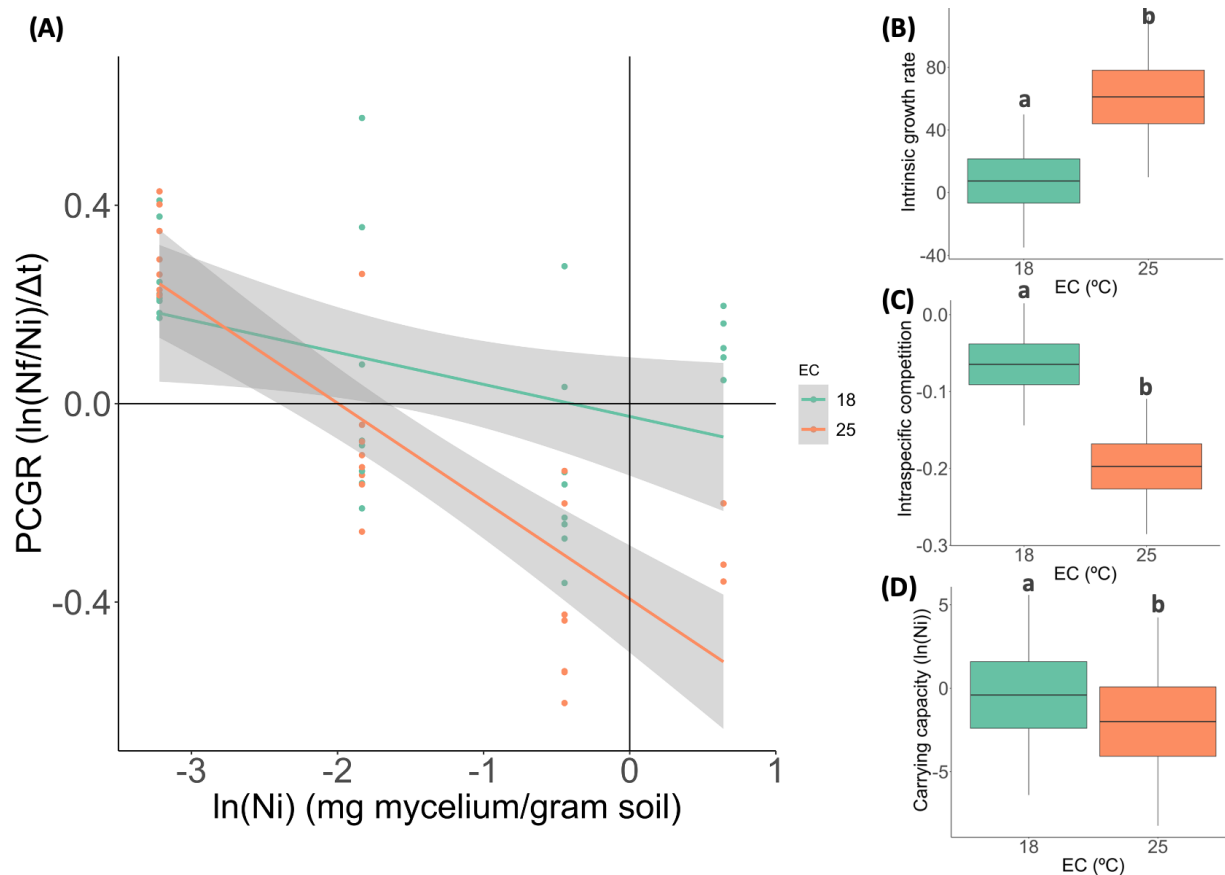 (A)
PCGR (ln(Nf/Ni)/Δt)
0.4
0.0
-0.4
-3
-2
-1
0
1
ln(Ni) (mg mycelium/gram soil)
EC
18
25
(B)
Intrinsic growth rate
80
40
0
-40
a
b
18
25
EC (ºC)
(C)
Intraspecific competition
0.0
-0.1
-0.2
-0.3
a
b
18
25
EC (ºC)
(D)
Carrying capacity (ln(Ni))
5
0
-5
a
b
18
25
EC (ºC)